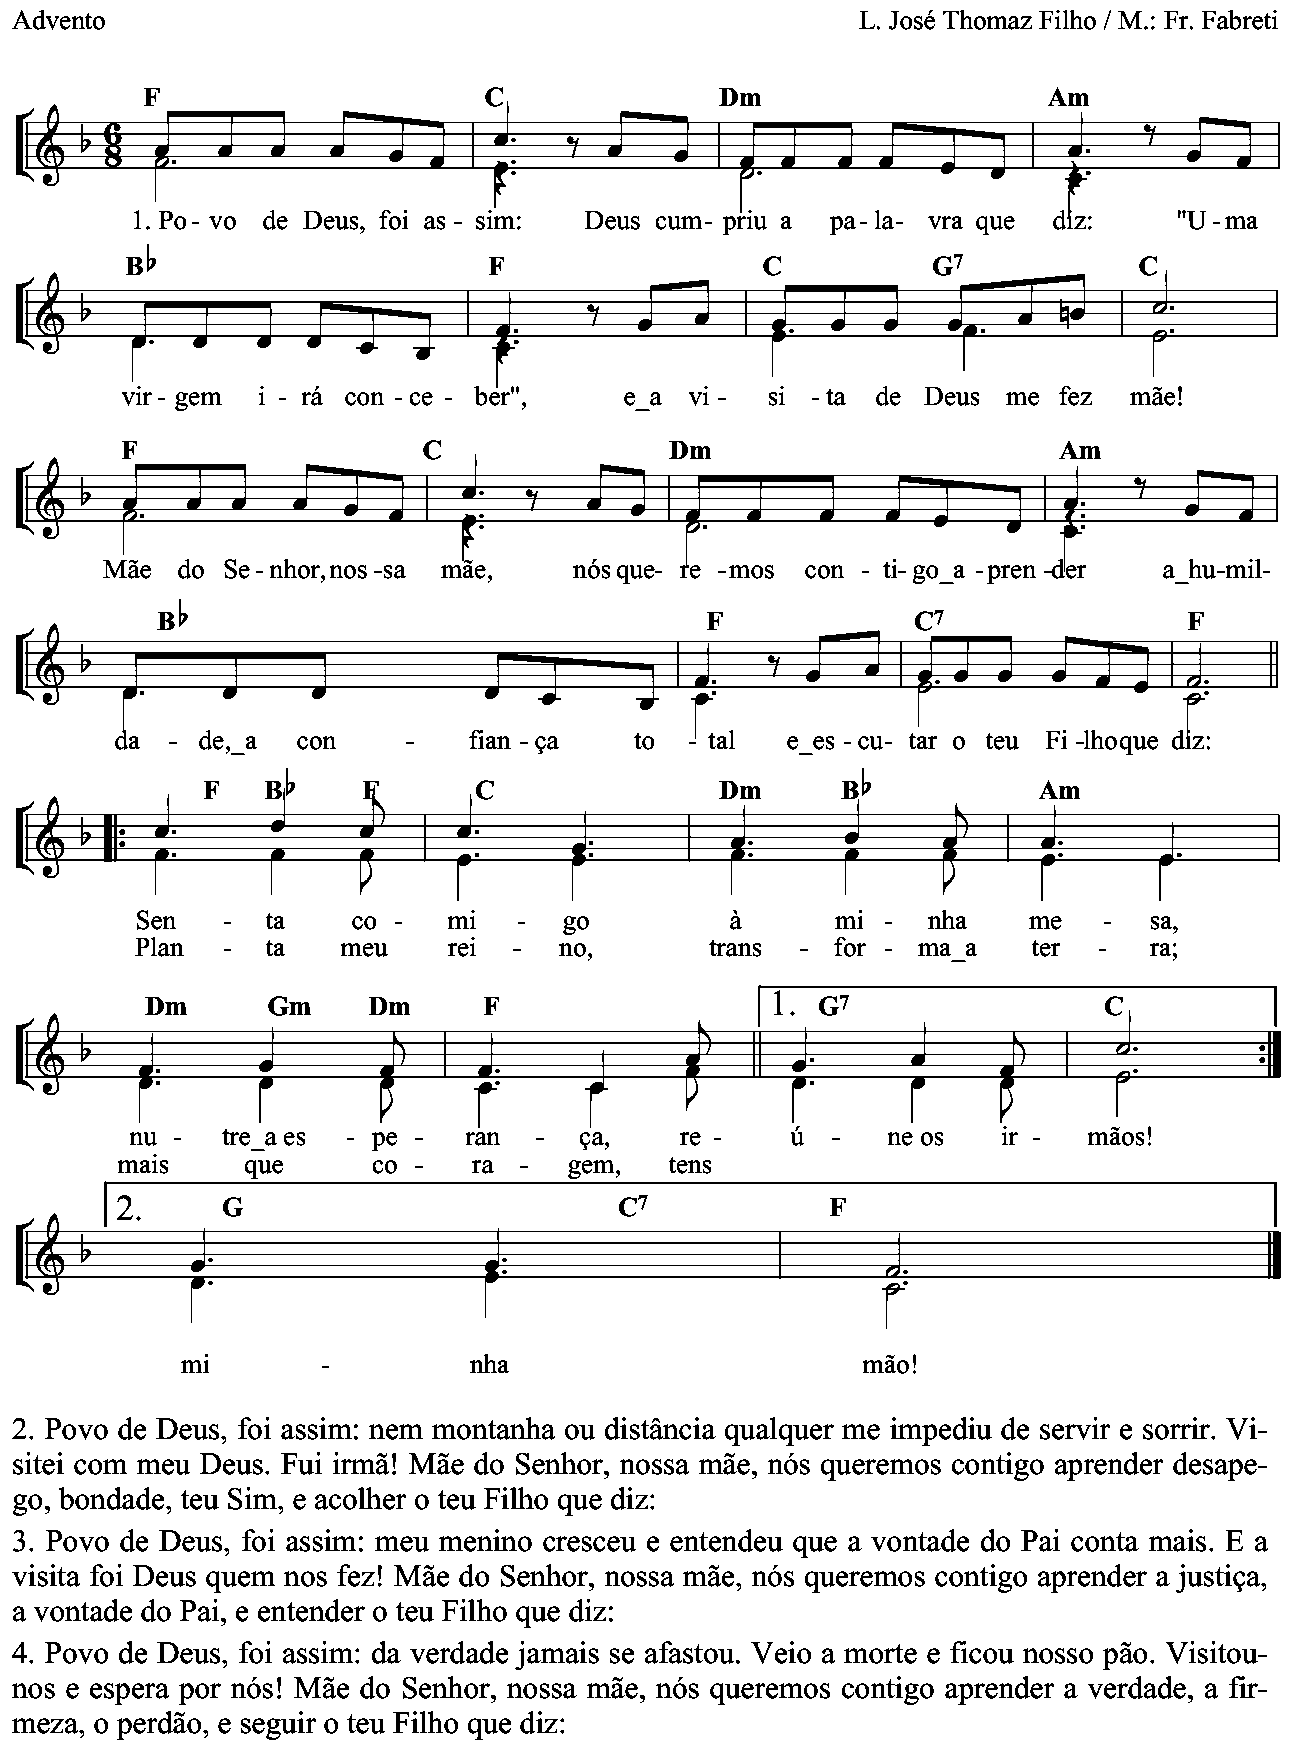 Advento L. José Thomaz Filho / M.: Fr. Fabreti
F C Dm Am
6
8
1. Po - vo de Deus, foi as - sim: Deus cum - priu a pa - la - vra que diz: "U - ma
B♭ F C G7 C
vir - gem i - rá con - ce - ber", e_a vi - si - ta de Deus me fez mãe!
F C Dm Am
Mãe do Se - nhor, nos - sa mãe, nós que - re - mos con - ti - go_a - pren - der a_hu - mil -
B♭ F C7 F
da - de,_a con - fian - ça to - tal e_es - cu - tar o teu Fi - lho que diz:
F B♭ F C Dm B♭ Am
Sen - ta co - mi - go à mi - nha me - sa,
Plan - ta meu rei - no, trans - for - ma_a ter - ra;
Dm Gm Dm F 1. G7 C
nu - tre_a es - pe - ran - ça, re - ú - ne os ir - mãos!
mais que co - ra - gem, tens
2. G C7 F
mi - nha mão!
2. Povo de Deus, foi assim: nem montanha ou distância qualquer me impediu de servir e sorrir. Vi-
sitei com meu Deus. Fui irmã! Mãe do Senhor, nossa mãe, nós queremos contigo aprender desape-
go, bondade, teu Sim, e acolher o teu Filho que diz:
3. Povo de Deus, foi assim: meu menino cresceu e entendeu que a vontade do Pai conta mais. E a
visita foi Deus quem nos fez! Mãe do Senhor, nossa mãe, nós queremos contigo aprender a justiça,
a vontade do Pai, e entender o teu Filho que diz:
4. Povo de Deus, foi assim: da verdade jamais se afastou. Veio a morte e ficou nosso pão. Visitou-
nos e espera por nós! Mãe do Senhor, nossa mãe, nós queremos contigo aprender a verdade, a fir-
meza, o perdão, e seguir o teu Filho que diz: